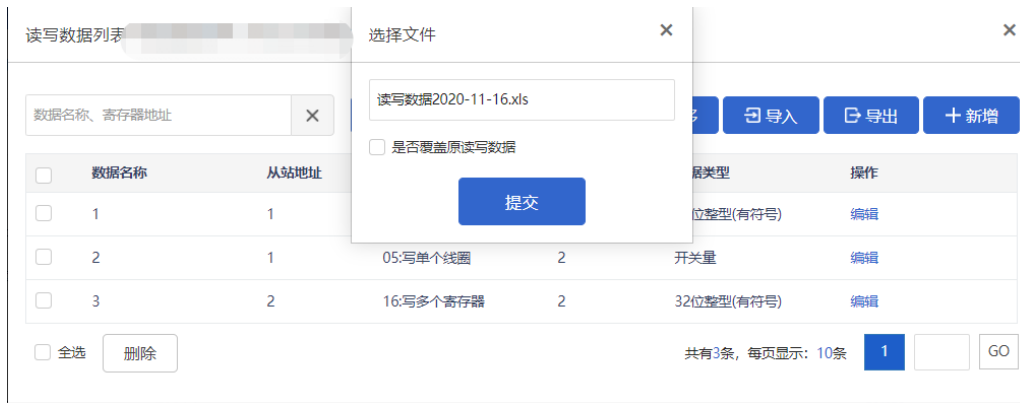 读写数据列表
选择文件
数据名称、寄存器地址
读写数据2020-11-16.xls
导入 导出 新增
是否覆盖原读写数据
提交
数据名称 从站地址 据类型 操作
1 1 位整型(有符号) 编辑
2 1 05:写单个线圈 2 开关量 编辑
3 2 16:写多个寄存器 2 32位整型(有符号) 编辑
全选 删除 共有3条，每页显示：10条 1 GO